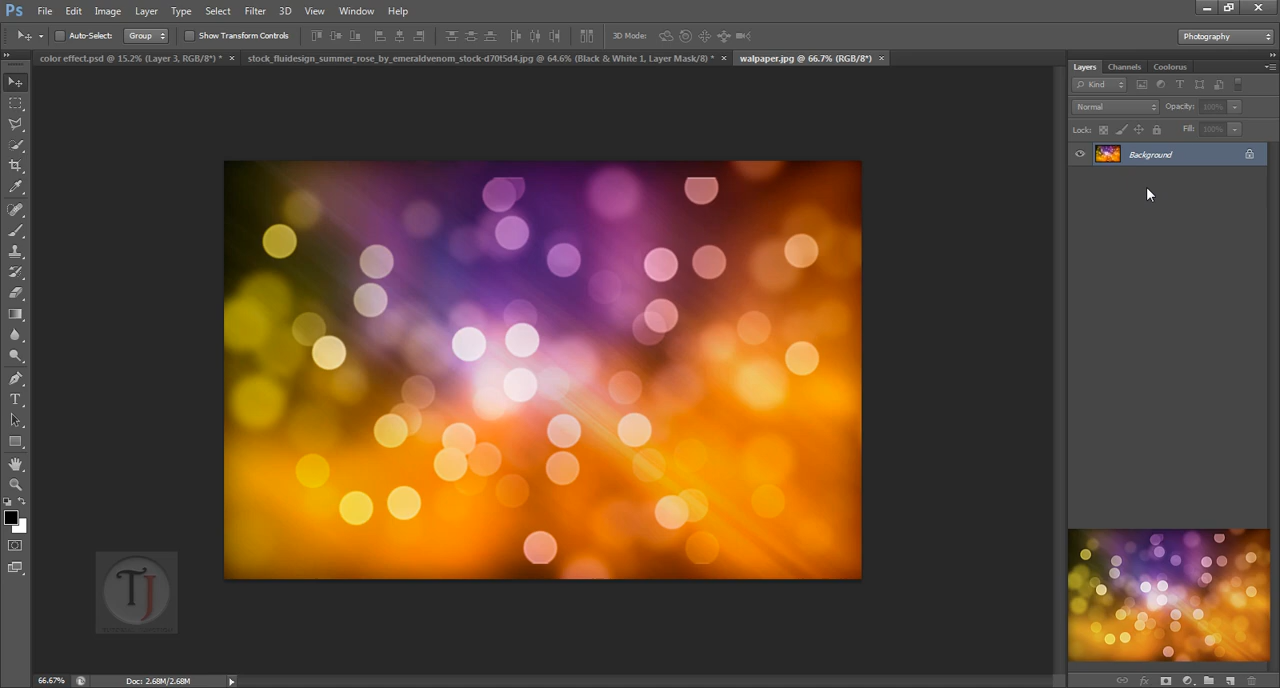 Ps File Edit Image Layer Type Select Filter 3D View Window Help
Auto-Select: Group Show Transform Controls 3D Mode: Photography
color effect.psd @ 15.2% (Layer 3, RGB/8*) * × stock_fluidesign_summer_rose_by_emeraldvenom_stock-d70t5d4.jpg @ 64.6% (Black & White 1, Layer Mask/8) * × walpaper.jpg @ 66.7% (RGB/8*) ×
Layers Channels Coolorus
Kind
Normal Opacity: 100%
Lock: Fill: 100%
Background
TJ
66.67% Doc: 2.68M/2.68M